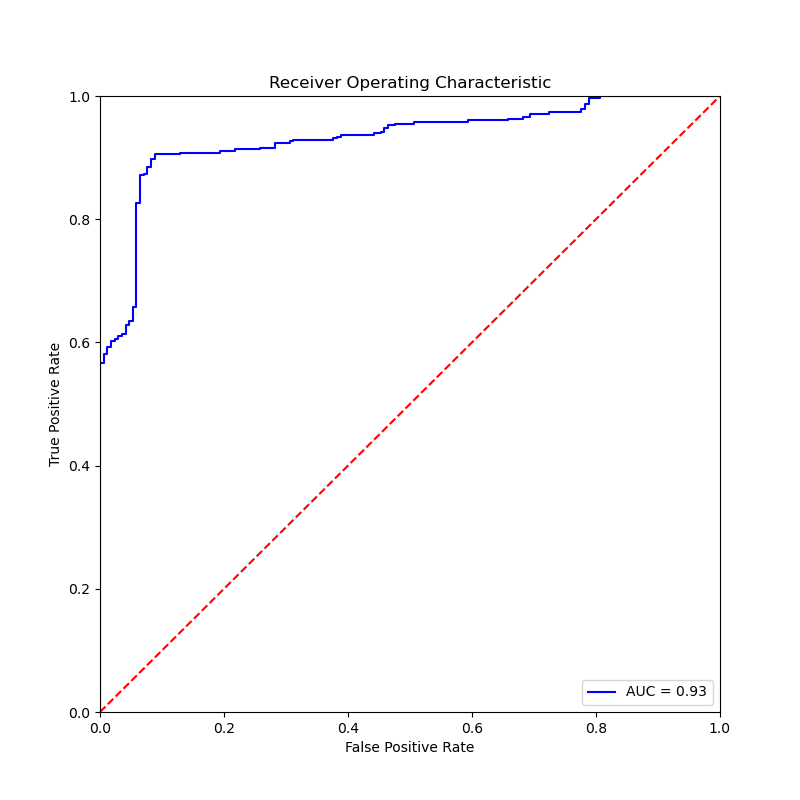 Receiver Operating Characteristic
True Positive Rate
1.0
0.8
0.6
0.4
0.2
0.0
AUC = 0.93
0.0 0.2 0.4 0.6 0.8 1.0
False Positive Rate